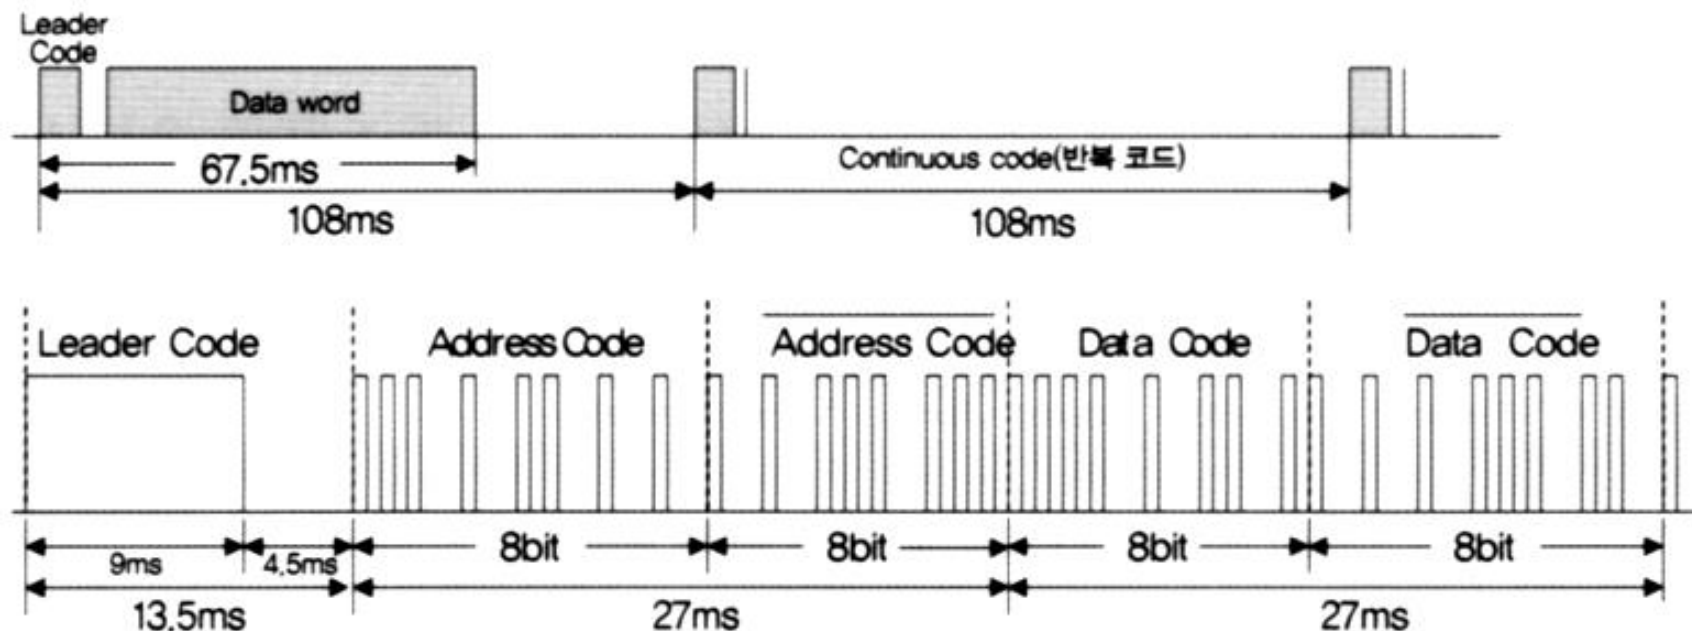 Leader
Code
Data word
67.5ms
Continuous code(반복 코드)
108ms
108ms
Leader Code
Address Code
Address Code
Data Code
Data Code
9ms
4.5ms
8bit
8bit
8bit
8bit
13.5ms
27ms
27ms